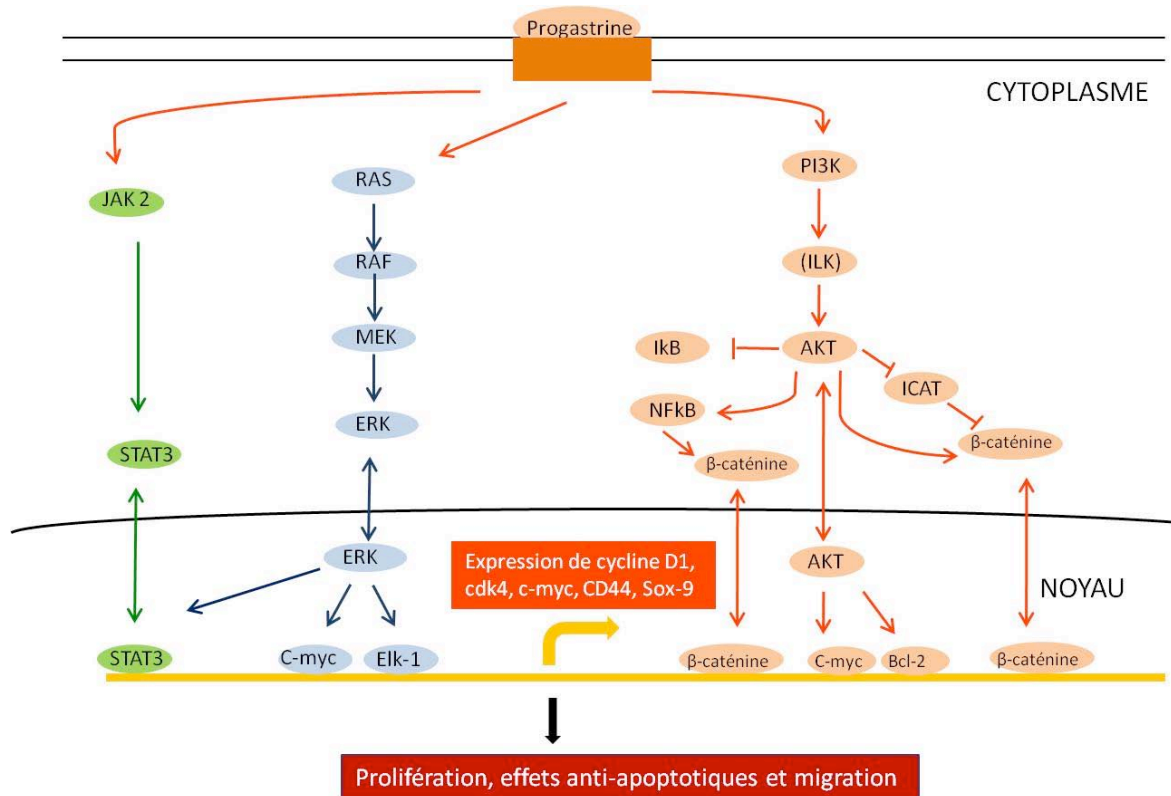 Progastrine
CYTOPLASME
JAK 2
RAS
PI3K
RAF
(ILK)
MEK
IkB
AKT
ICAT
ERK
NFkB
β-caténine
STAT3
β-caténine
ERK
Expression de cycline D1,
cdk4, c-myc, CD44, Sox-9
AKT
NOYAU
STAT3
C-myc
Elk-1
β-caténine
C-myc
Bcl-2
β-caténine
Prolifération, effets anti-apoptotiques et migration